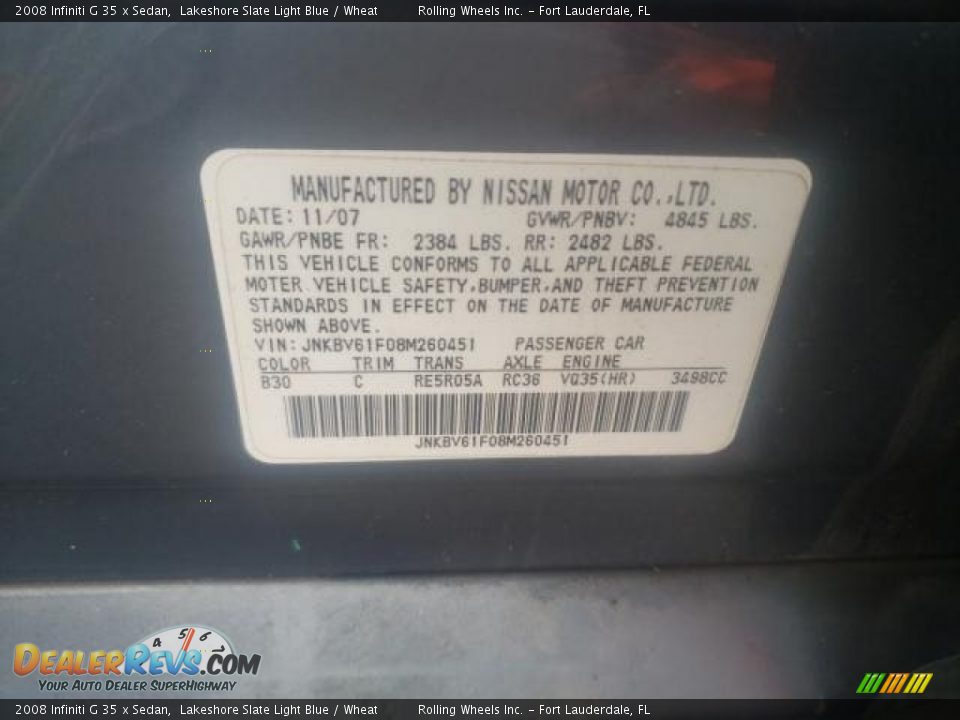 2008 Infiniti G 35 x Sedan, Lakeshore Slate Light Blue / Wheat Rolling Wheels Inc. - Fort Lauderdale, FL
MANUFACTURED BY NISSAN MOTOR CO.,LTD.
DATE: 11/07 GVWR/PNBV: 4845 LBS.
GAWR/PNBE FR: 2384 LBS. RR: 2482 LBS.
THIS VEHICLE CONFORMS TO ALL APPLICABLE FEDERAL
MOTER VEHICLE SAFETY,BUMPER,AND THEFT PREVENTION
STANDARDS IN EFFECT ON THE DATE OF MANUFACTURE
SHOWN ABOVE.
VIN: JNKBV61F08M260451 PASSENGER CAR
COLOR TRIM TRANS AXLE ENGINE
B30 C RE5R05A RC36 VQ35(HR) 3498CC
JNKBV61F08M260451
4 5 6
DEALERREVS.COM
YOUR AUTO DEALER SUPERHIGHWAY
2008 Infiniti G 35 x Sedan, Lakeshore Slate Light Blue / Wheat Rolling Wheels Inc. - Fort Lauderdale, FL